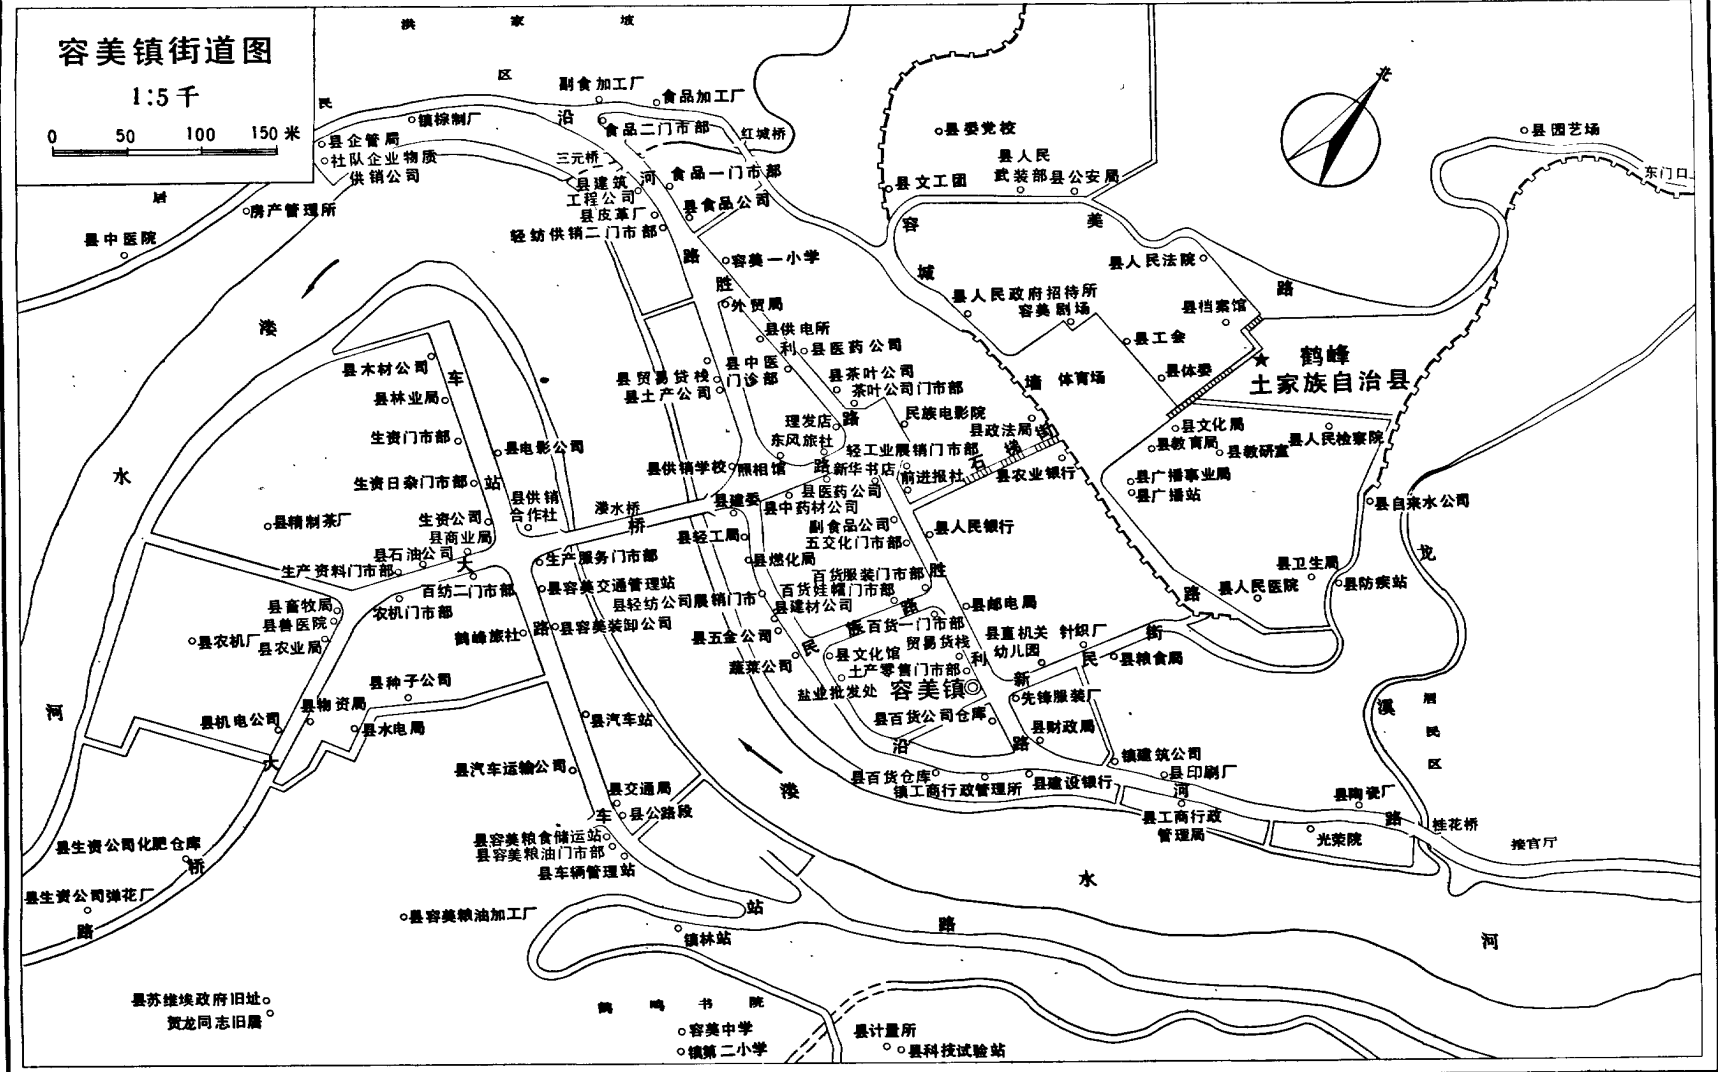 容美镇街道图
1:5千
0 50 100 150 米
洪家坡
居民区
副食加工厂
食品加工厂
镇棕制厂
沿
食品二门市部
红城桥
县企管局
社队企业物质
供销公司
三元桥
河
食品一门市部
县建筑
工程公司
县食品公司
县皮革厂
轻纺供销二门市部
房产管理所
县中医院
路
容美一小学
胜
外贸局
县供电所
利
县医药公司
县中医
门诊部
县贸易贷栈
县土产公司
县茶叶公司
茶叶公司门市部
理发店
路
东风旅社
民族电影院
县政法局
轻工业展销门市部
石梯街
县供销学校
照相馆
路
新华书店
前进报社
县农业银行
县委党校
县人民
武装部
县公安局
县文工团
容
美
城
路
县人民法院
县人民政府招待所
容美剧场
县档案馆
县工会
县体委
墙
体育场
鹤峰
土家族自治县
县文化局
县教育局
县教研室
县人民检察院
县广播事业局
县广播站
县自来水公司
县卫生局
县人民医院
县防疾站
路
北
县园艺场
东门口
龙
溪
居民区
溇
水
河
县木材公司
车
县林业局
生资门市部
县电影公司
生资日杂门市部
站
县供销
合作社
县精制茶厂
生资公司
县商业局
县石油公司
大
生产资料门市部
百纺二门市部
农机门市部
县畜牧局
县兽医院
县农机厂
县农业局
鹤峰旅社
路
生产服务门市部
县容美交通管理站
县容美装卸公司
溇水桥
桥
县建委
县医药公司
县中药材公司
县轻工局
副食品公司
五交化门市部
县人民银行
县燃化局
百货服装门市部
胜
百货娃帽门市部
县轻纺公司展销门市
县建材公司
路
县邮电局
县五金公司
族
百货一门市部
民
贸易货栈
县直机关
幼儿园
针织厂
街
县文化馆
利
民
县粮食局
蔬菜公司
土产零售门市部
新
盐业批发处
容美镇
先锋服装厂
县百货公司仓库
县财政局
沿
路
镇建筑公司
县百货仓库
镇工商行政管理所
县建设银行
县印刷厂
河
县工商行政
管理局
县陶瓷厂
路
光荣院
桂花桥
接官厅
县种子公司
县物资局
县机电公司
县水电局
大
县汽车站
县汽车运输公司
县交通局
车
县公路段
县容美粮食储运站
县容美粮油门市部
县车辆管理站
县生资公司化肥仓库
桥
县生资公司弹花厂
路
县容美粮油加工厂
站
路
镇林站
溇
水
河
县苏维埃政府旧址
贺龙同志旧居
鹤鸣书院
容美中学
镇第二小学
县计量所
县科技试验站